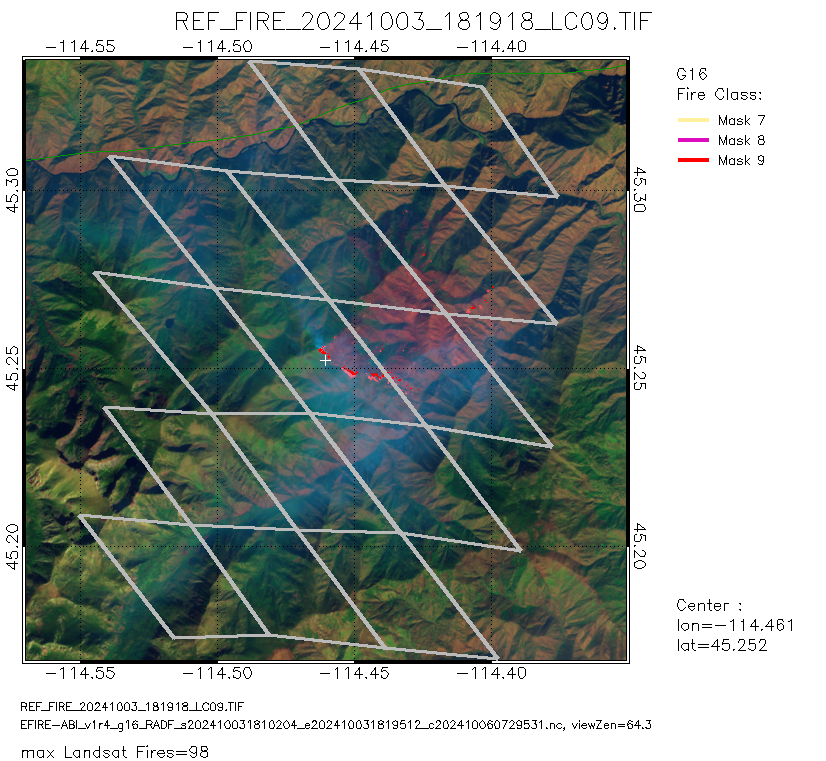 REF_FIRE_20241003_181918_LC09.TIF
−114.55 −114.50 −114.45 −114.40
G16
Fire Class:
Mask 7
Mask 8
Mask 9
45.30 45.30
45.25 45.25
45.20 45.20
Center :
lon=−114.461
lat=45.252
−114.55 −114.50 −114.45 −114.40
REF_FIRE_20241003_181918_LC09.TIF
EFIRE−ABI_v1r4_g16_RADF_s202410031810204_e202410031819512_c202410060729531.nc, viewZen=64.3
max Landsat Fires=98